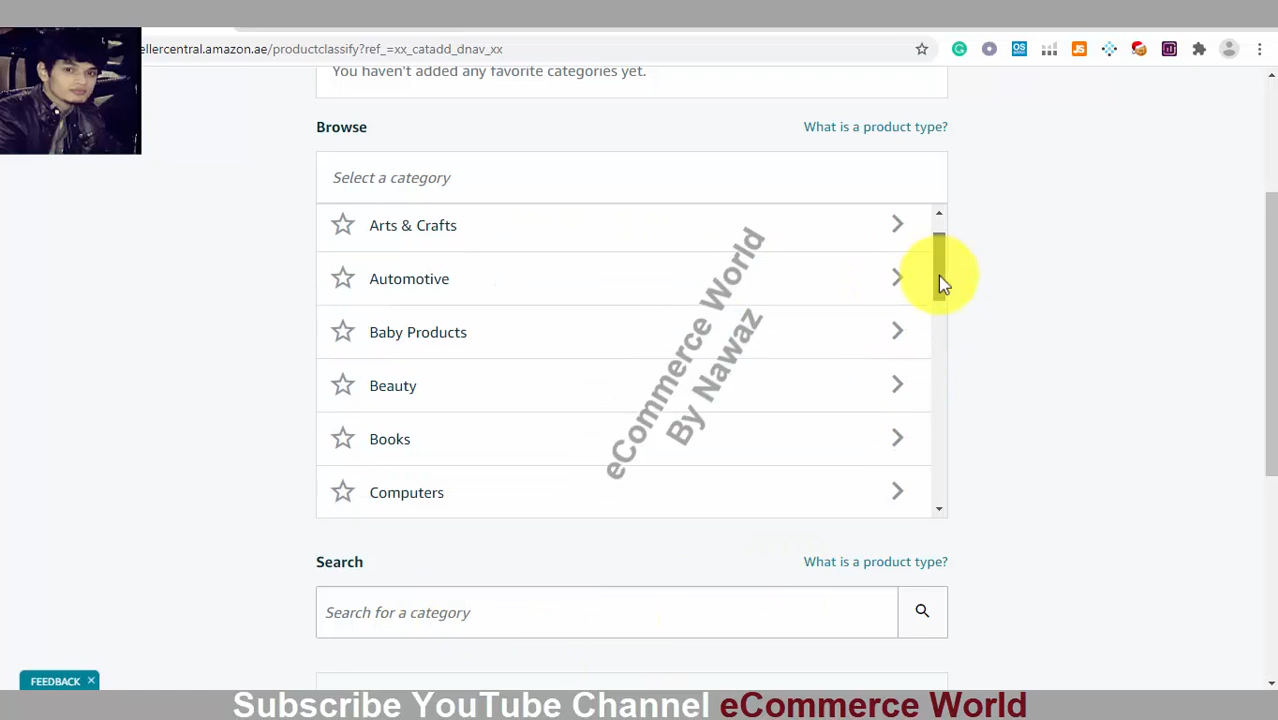 ellercentral.amazon.ae/productclassify?ref_=xx_catadd_dnav_xx
You haven't added any favorite categories yet.
Browse
What is a product type?
Select a category
Arts & Crafts
Automotive
Baby Products
Beauty
Books
Computers
eCommerce World
By Nawaz
Search
What is a product type?
Search for a category
FEEDBACK
Subscribe YouTube Channel eCommerce World